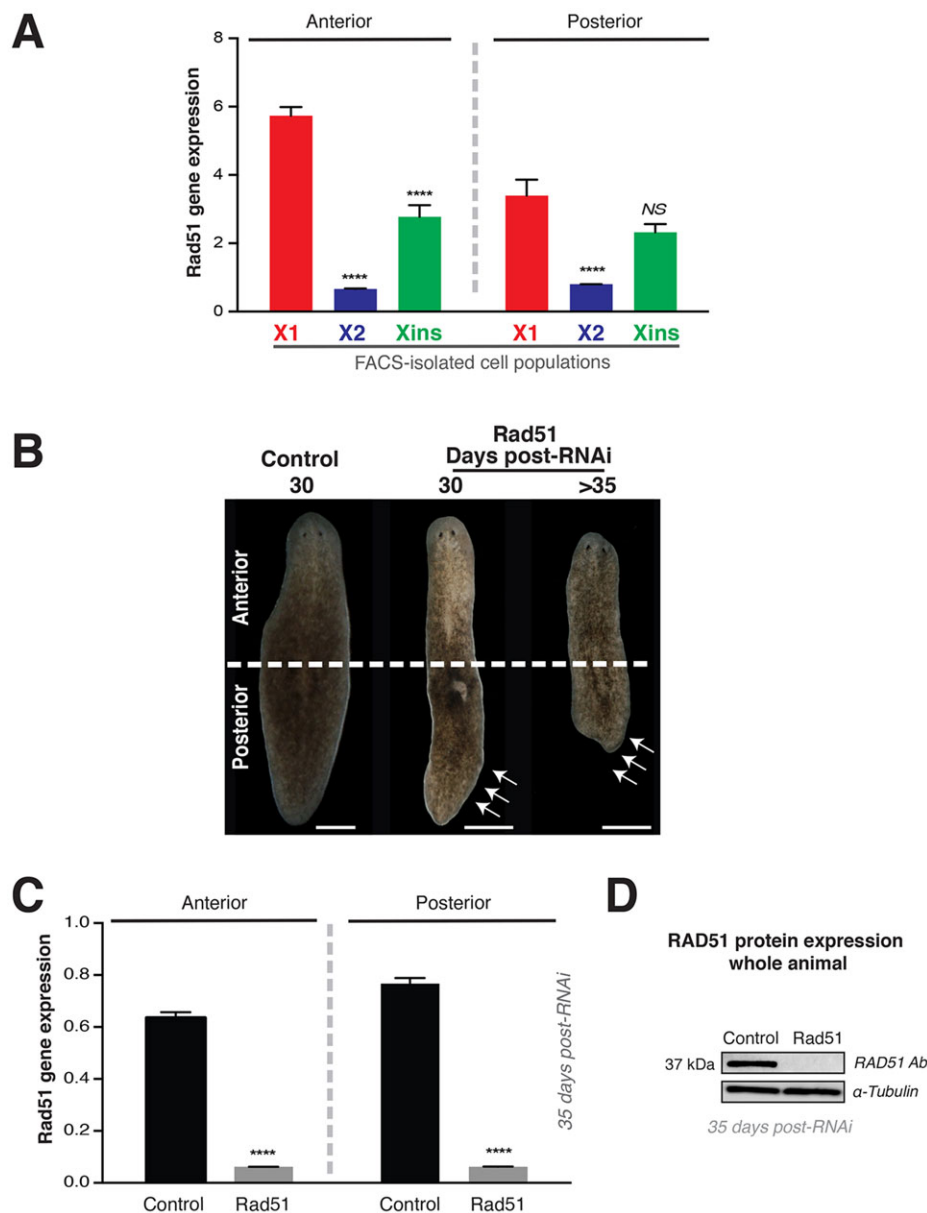 A
Anterior
Posterior
Rad51 gene expression
8
6
4
2
0
****
****
****
NS
X1
X2
Xins
X1
X2
Xins
FACS-isolated cell populations
B
Control
30
Rad51
Days post-RNAi
30
>35
Anterior
Posterior
C
Anterior
Posterior
Rad51 gene expression
1.0
0.8
0.6
0.4
0.2
0.0
****
****
Control
Rad51
Control
Rad51
35 days post-RNAi
D
RAD51 protein expression
whole animal
Control Rad51
37 kDa
RAD51 Ab
α-Tubulin
35 days post-RNAi